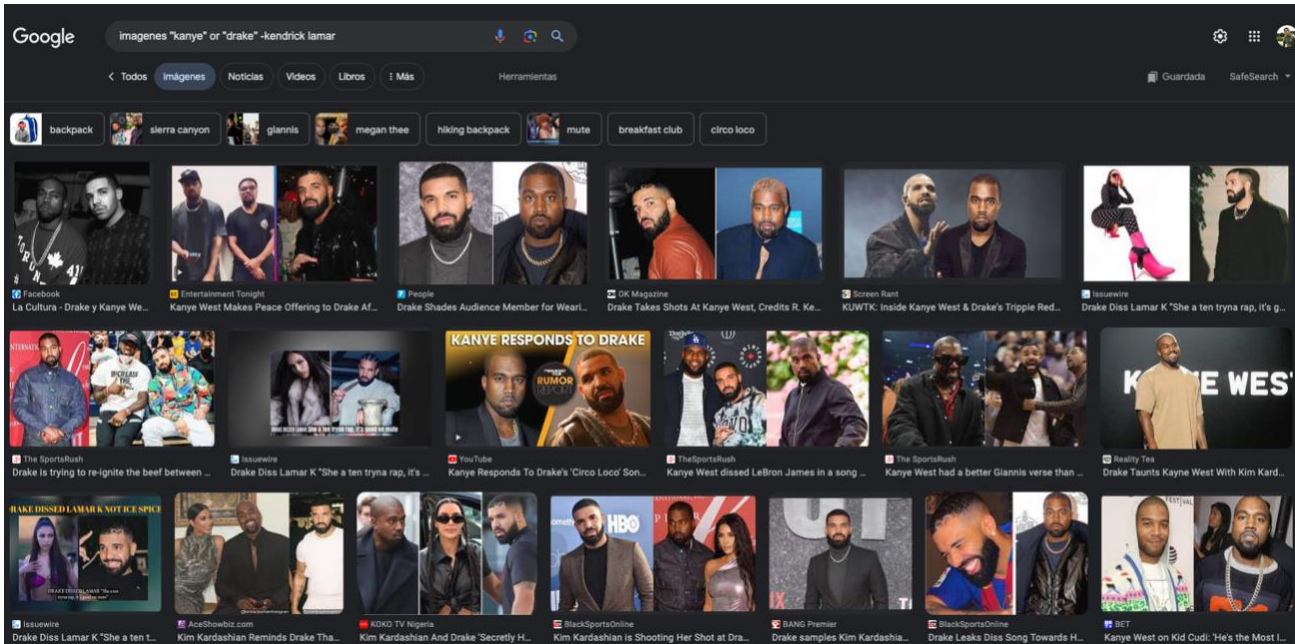 Google
imagenes "kanye" or "drake" -kendrick lamar
Todos
Imágenes
Noticias
Videos
Libros
Más
Herramientas
Guardada
SafeSearch
backpack
sierra canyon
giannis
megan thee
hiking backpack
mute
breakfast club
circo loco
Facebook
La Cultura - Drake y Kanye We...
Entertainment Tonight
Kanye West Makes Peace Offering to Drake Af...
People
Drake Shades Audience Member for Weari...
OK Magazine
Drake Takes Shots At Kanye West, Credits R. Ke...
Screen Rant
KUWTK: Inside Kanye West & Drake's Trippie Red...
Issuewire
Drake Diss Lamar K "She a ten tryna rap, it's g...
KANYE RESPONDS TO DRAKE
RUMOR
REPORT
KANYE WEST
The SportsRush
Drake is trying to re-ignite the beef between ...
Issuewire
Drake Diss Lamar K "She a ten tryna rap, it's ...
YouTube
Kanye Responds To Drake's 'Circo Loco' Son...
TheSportsRush
Kanye West dissed LeBron James in a song ...
The SportsRush
Kanye West had a better Giannis verse than ...
Reality Tea
Drake Taunts Kayne West With Kim Kard...
DRAKE DISSED LAMAR K NOT ICE SPICE
HBO
Issuewire
Drake Diss Lamar K "She a ten t...
AceShowbiz.com
Kim Kardashian Reminds Drake Tha...
KOKO TV Nigeria
Kim Kardashian And Drake 'Secretly H...
BlackSportsOnline
Kim Kardashian is Shooting Her Shot at Dra...
BANG Premier
Drake samples Kim Kardashia...
BlackSportsOnline
Drake Leaks Diss Song Towards H...
BET
Kanye West on Kid Cudi: 'He's the Most I...